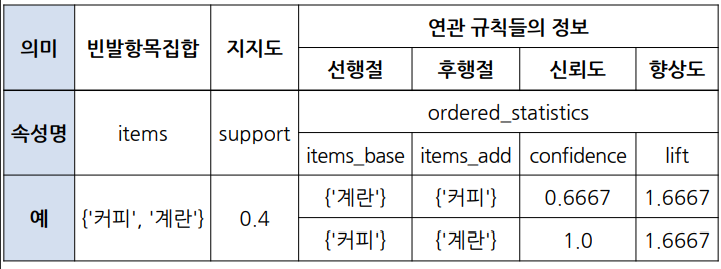 의미 빈발항목집합 지지도 연관 규칙들의 정보
선행절 후행절 신뢰도 향상도
속성명 items support ordered_statistics
items_base items_add confidence lift
예 {'커피', '계란'} 0.4 {'계란'} {'커피'} 0.6667 1.6667
{'커피'} {'계란'} 1.0 1.6667